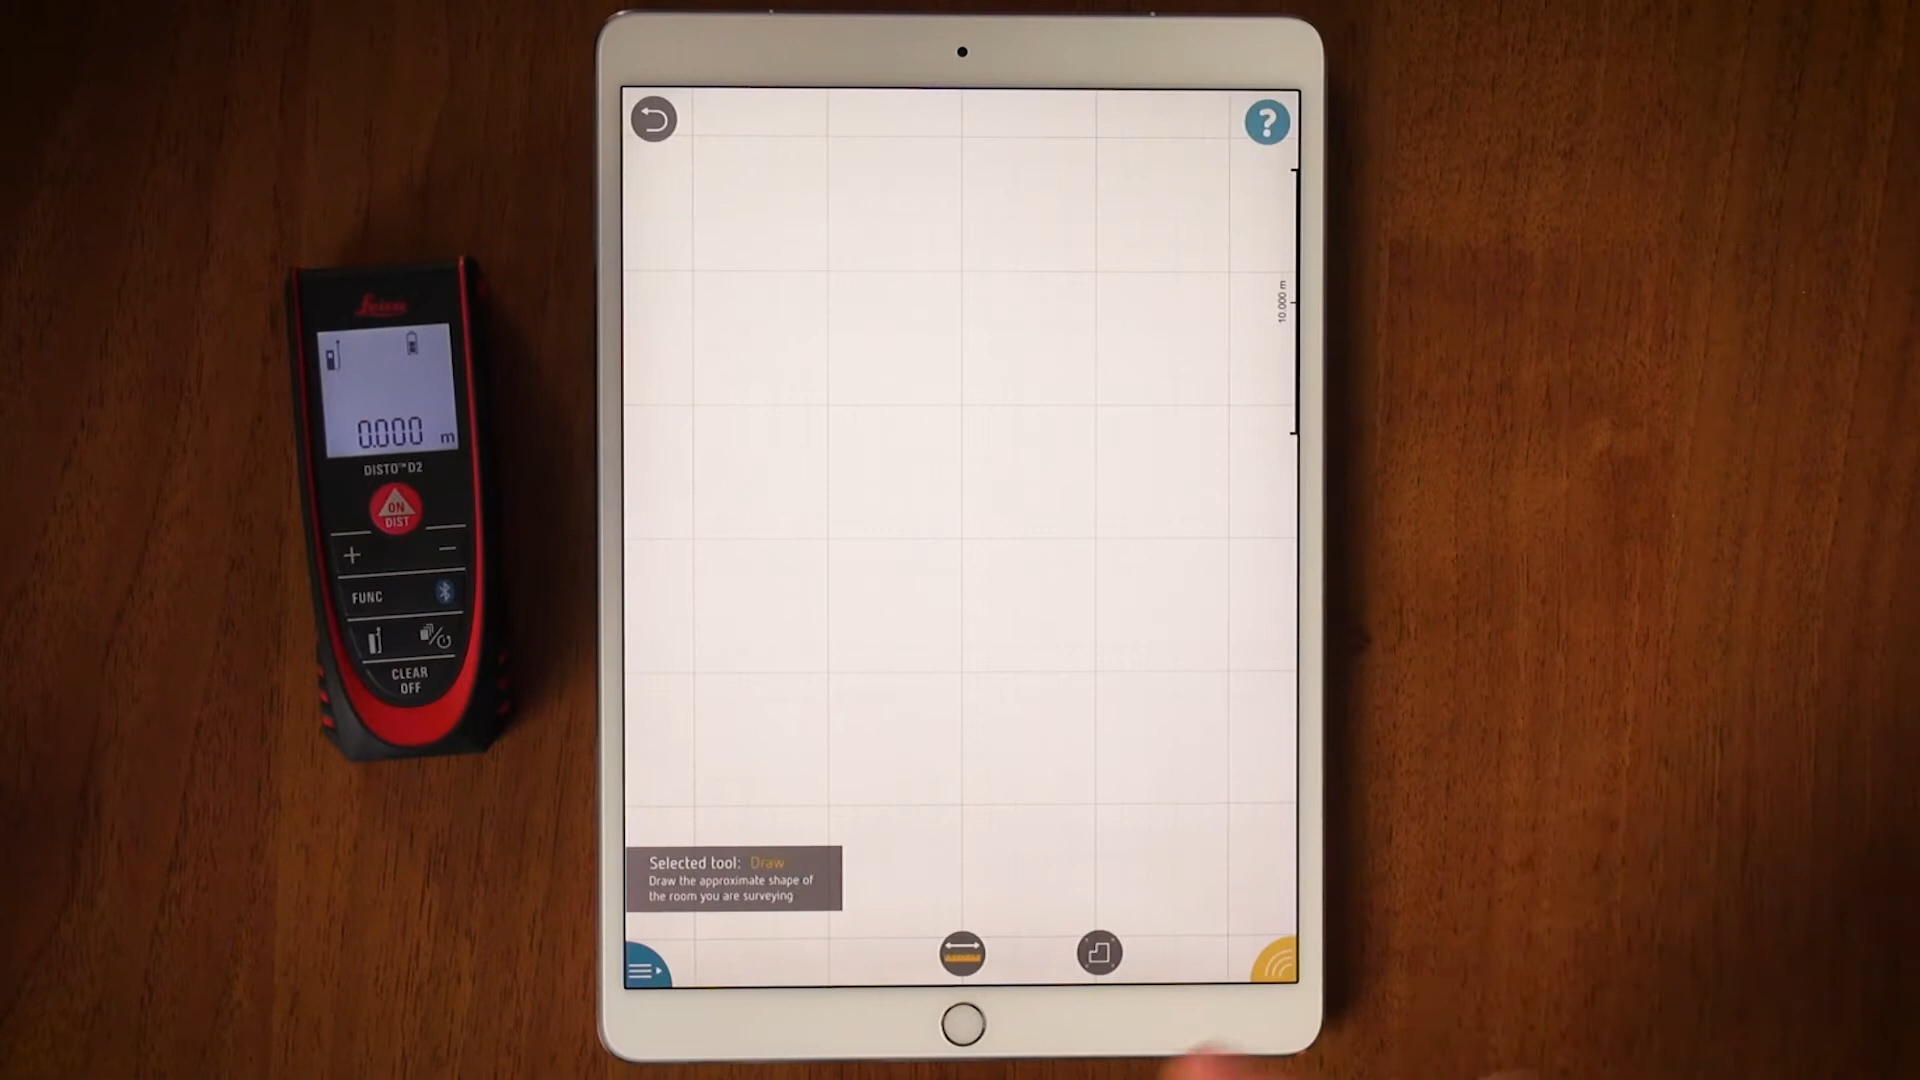 Leica
0.000 m
DISTO™ D2
ON
DIST
+ −
FUNC
CLEAR
OFF
?
10.000 m
Selected tool: Draw
Draw the approximate shape of
the room you are surveying